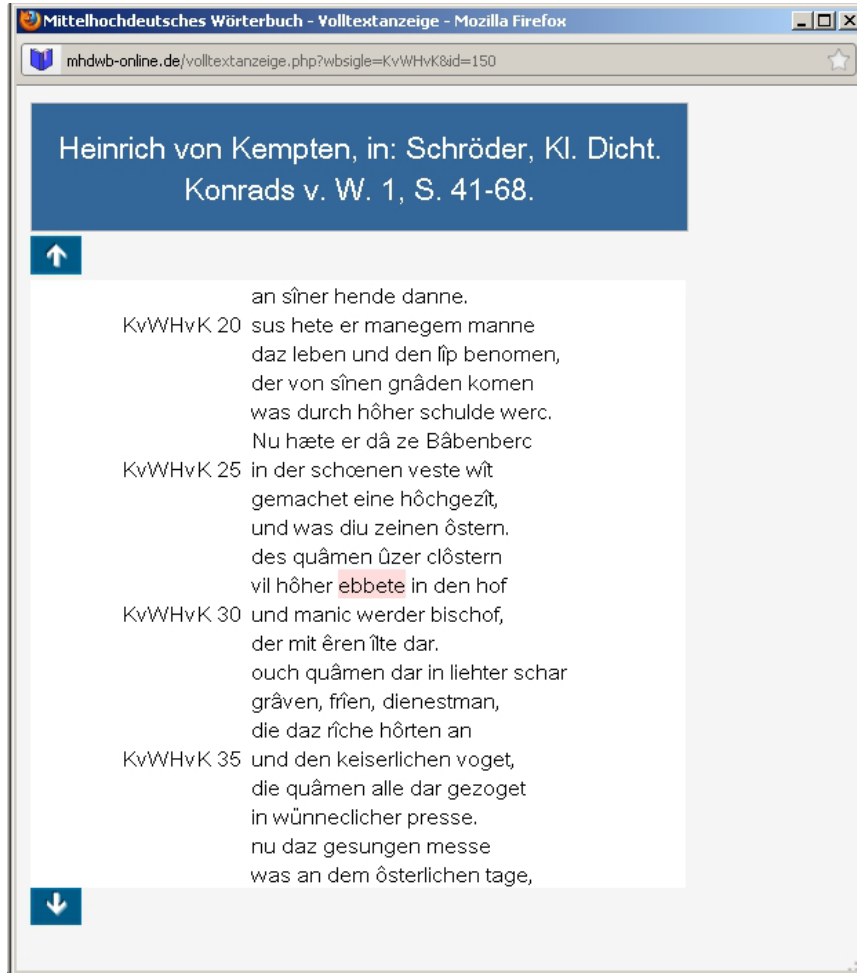 Mittelhochdeutsches Wörterbuch - Volltextanzeige - Mozilla Firefox
mhdwb-online.de/volltextanzeige.php?wbsigle=KvWHvK&id=150
Heinrich von Kempten, in: Schröder, Kl. Dicht.
Konrads v. W. 1, S. 41-68.
an sîner hende danne.
KvWHvK 20 sus hete er manegem manne
daz leben und den lîp benomen,
der von sînen gnâden komen
was durch hôher schulde werc.
Nu hæte er dâ ze Bâbenberc
KvWHvK 25 in der schœnen veste wît
gemachet eine hôchgezît,
und was diu zeinen ôstern.
des quâmen ûzer clôstern
vil hôher ebbete in den hof
KvWHvK 30 und manic werder bischof,
der mit êren îlte dar.
ouch quâmen dar in liehter schar
grâven, frîen, dienestman,
die daz rîche hôrten an
KvWHvK 35 und den keiserlichen voget,
die quâmen alle dar gezoget
in wünneclicher presse.
nu daz gesungen messe
was an dem ôsterlichen tage,